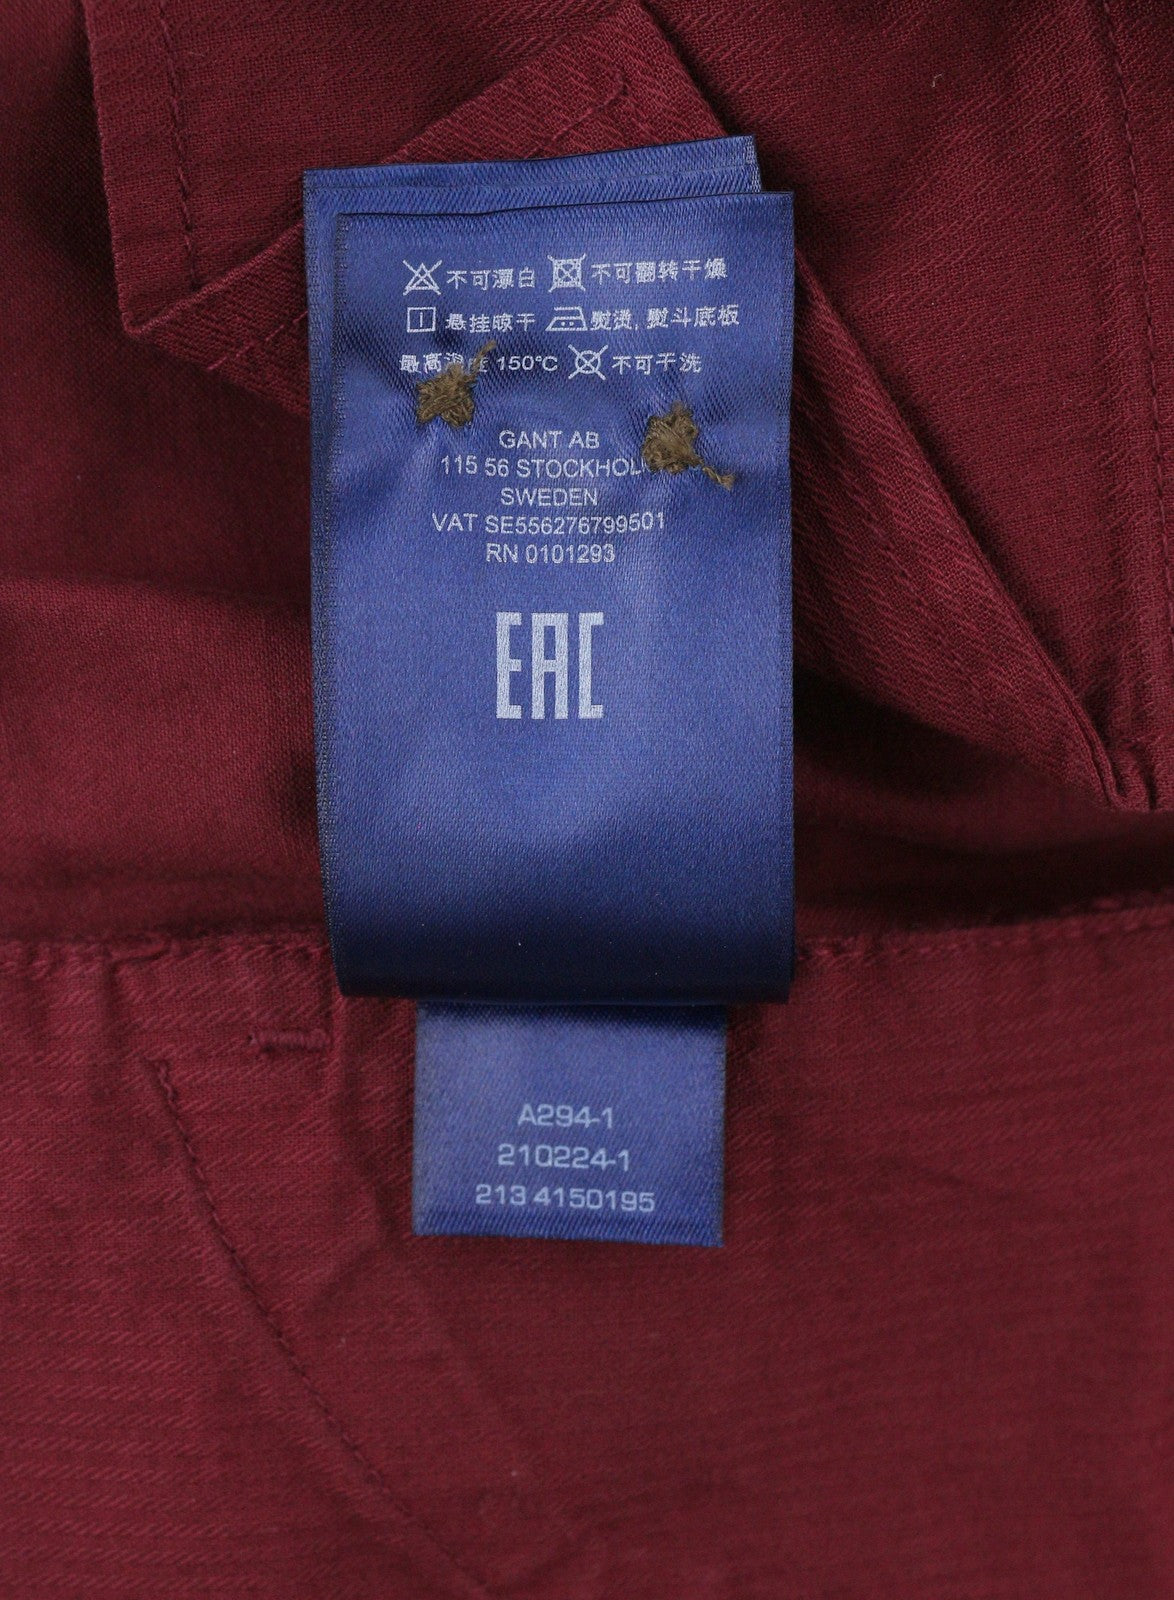 不可漂白 不可翻转干燥
悬挂晾干 熨烫, 熨斗底板
最高温度 150°C 不可干洗
GANT AB
115 56 STOCKHOL
SWEDEN
VAT SE556276799501
RN 0101293
EAC
A294-1
210224-1
213 4150195